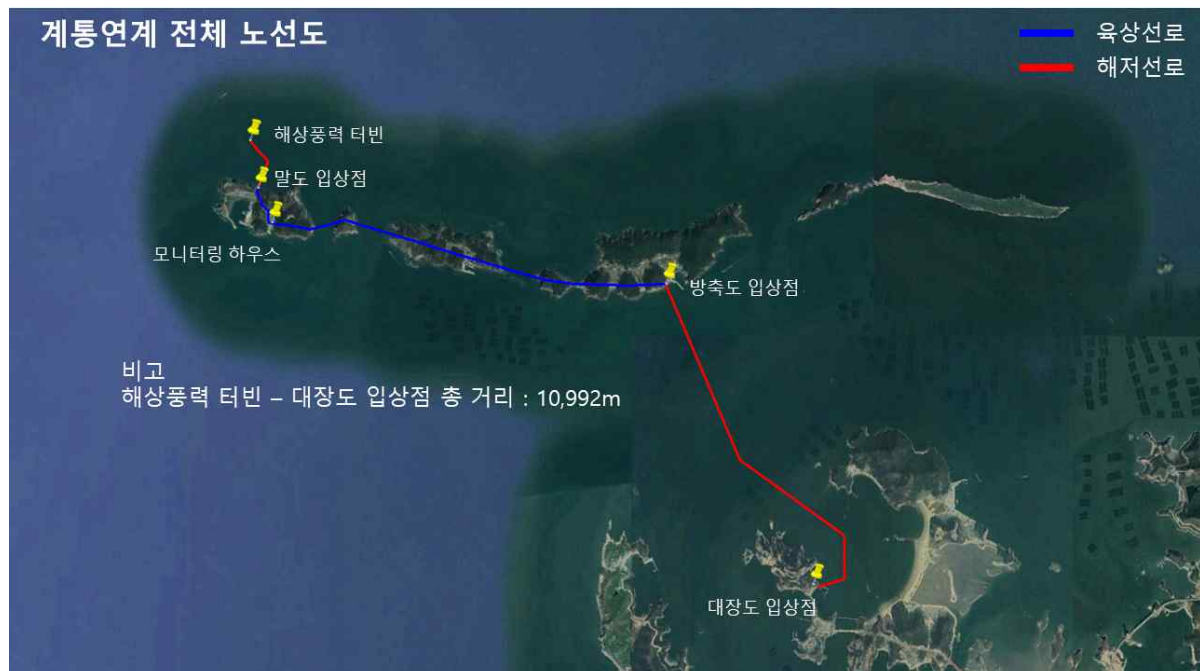 계통연계 전체 노선도
육상선로
해저선로
해상풍력 터빈
말도 입상점
모니터링 하우스
방축도 입상점
비고
해상풍력 터빈 – 대장도 입상점 총 거리 : 10,992m
대장도 입상점